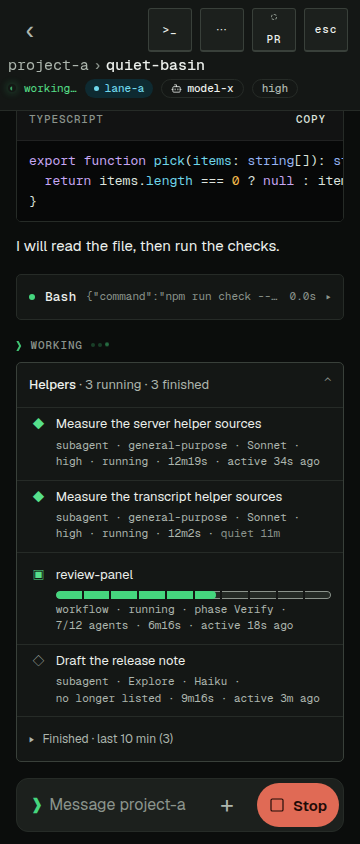 >_ ... PR esc
project-a › quiet-basin
working… lane-a model-x high
TYPESCRIPT COPY
export function pick(items: string[]): st
return items.length === 0 ? null : item
}
I will read the file, then run the checks.
Bash {"command":"npm run check --… 0.0s
WORKING
Helpers · 3 running · 3 finished
Measure the server helper sources
subagent · general-purpose · Sonnet ·
high · running · 12m19s · active 34s ago
Measure the transcript helper sources
subagent · general-purpose · Sonnet ·
high · running · 12m2s · quiet 11m
review-panel
workflow · running · phase Verify ·
7/12 agents · 6m16s · active 18s ago
Draft the release note
subagent · Explore · Haiku ·
no longer listed · 9m16s · active 3m ago
Finished · last 10 min (3)
Message project-a + Stop